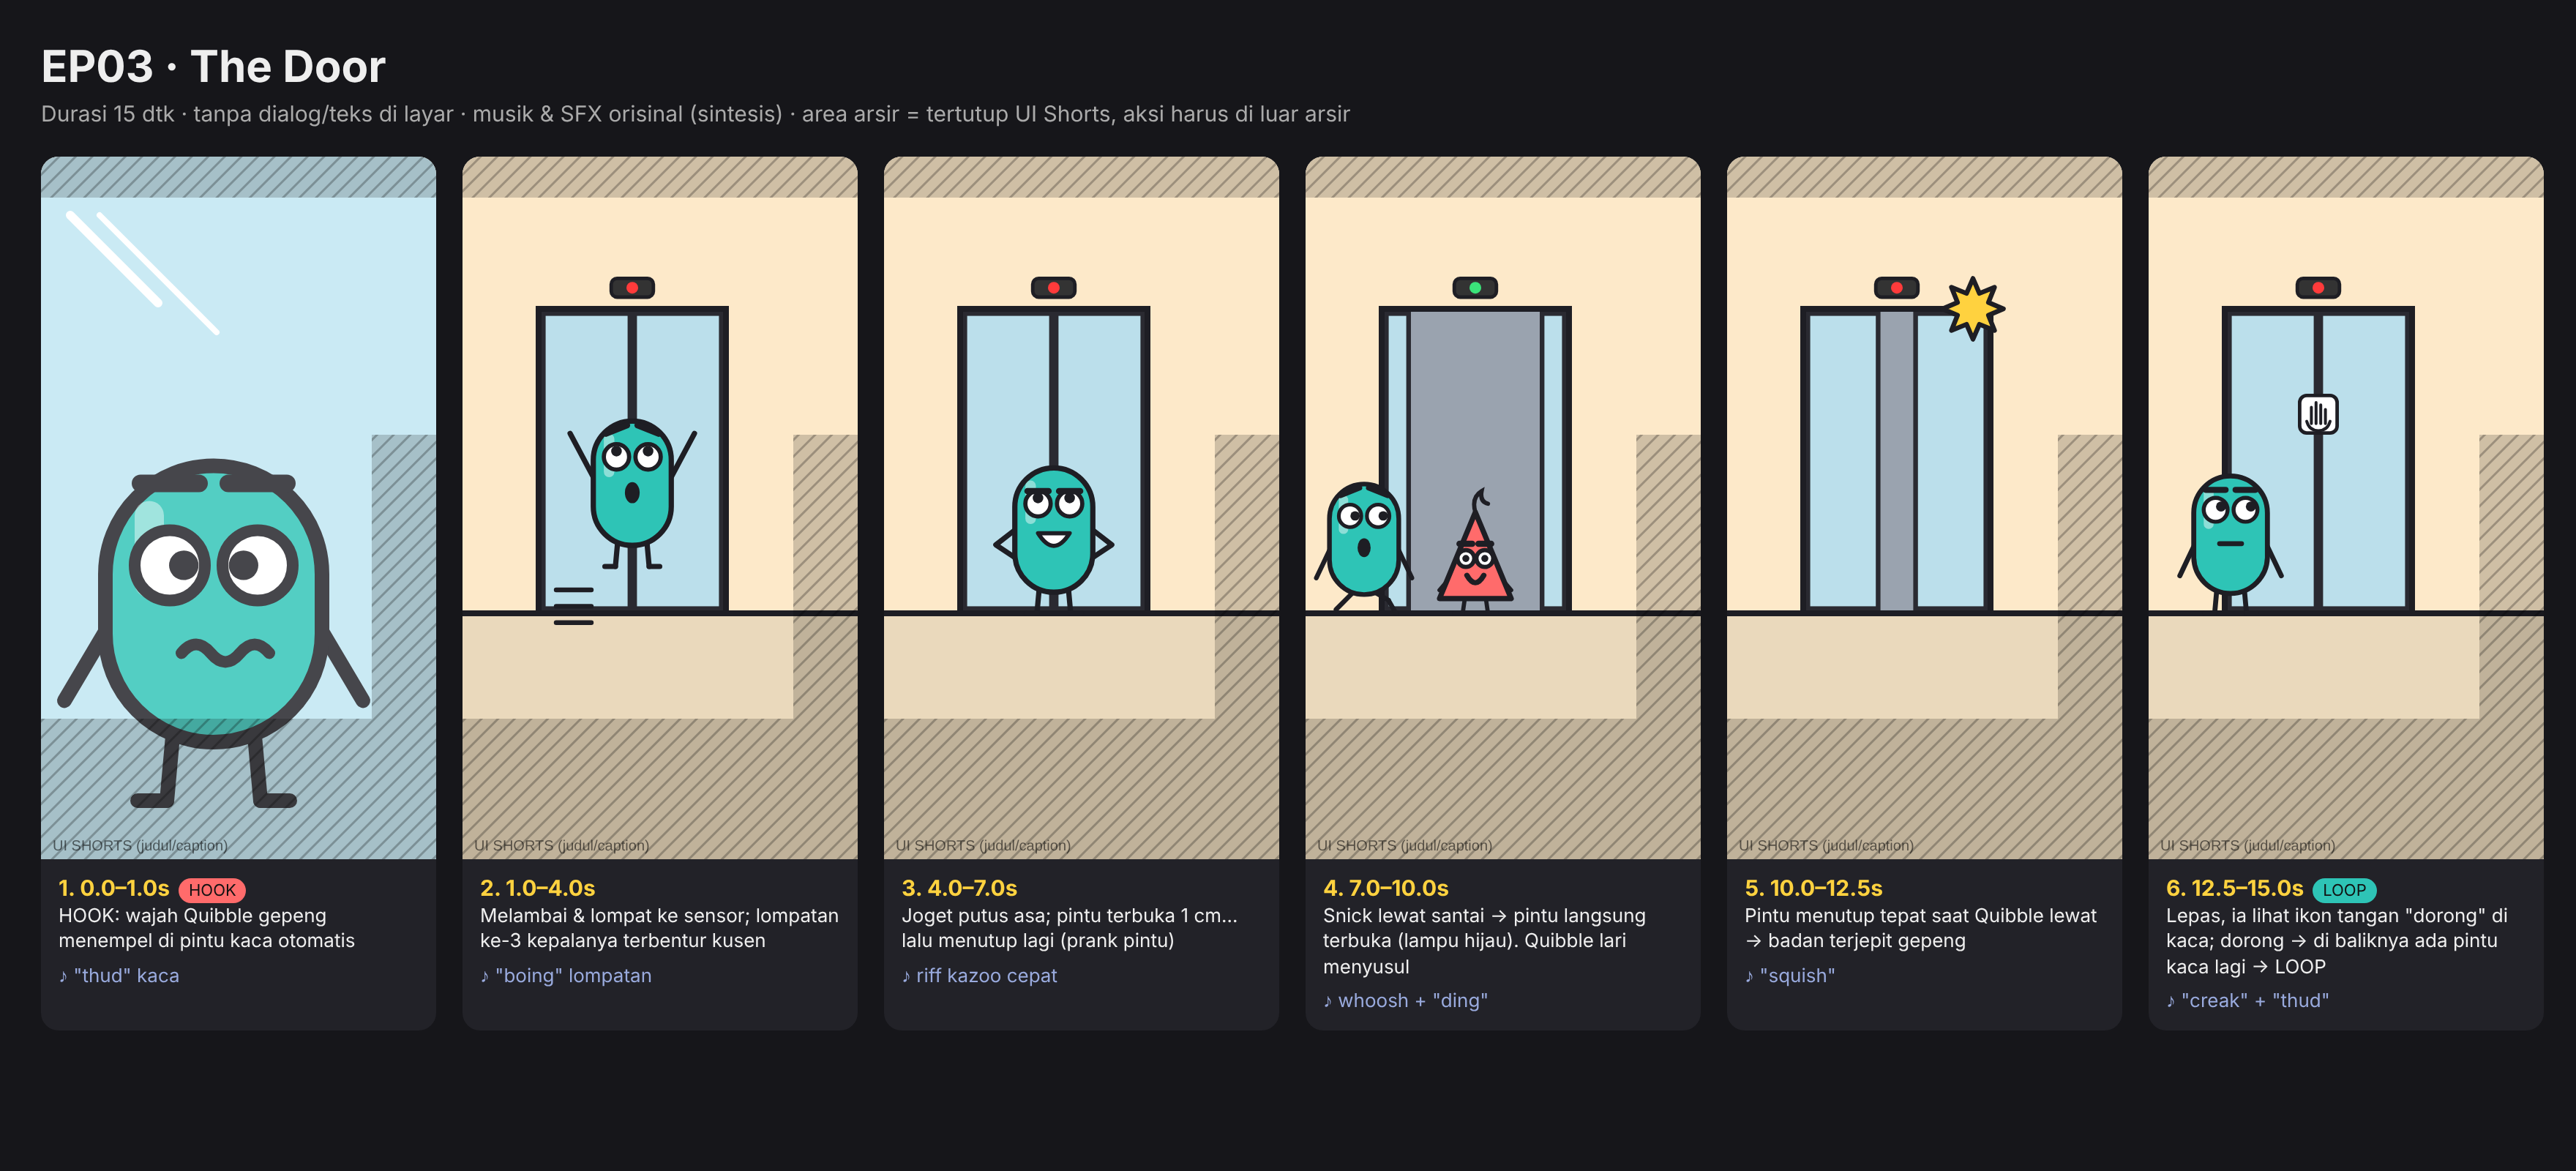 EP03 · The Door
Durasi 15 dtk · tanpa dialog/teks di layar · musik & SFX orisinal (sintesis) · area arsir = tertutup UI Shorts, aksi harus di luar arsir
UI SHORTS (judul/caption)
1. 0.0–1.0s HOOK
HOOK: wajah Quibble gepeng
menempel di pintu kaca otomatis
♪ "thud" kaca
UI SHORTS (judul/caption)
2. 1.0–4.0s
Melambai & lompat ke sensor; lompatan
ke-3 kepalanya terbentur kusen
♪ "boing" lompatan
UI SHORTS (judul/caption)
3. 4.0–7.0s
Joget putus asa; pintu terbuka 1 cm…
lalu menutup lagi (prank pintu)
♪ riff kazoo cepat
UI SHORTS (judul/caption)
4. 7.0–10.0s
Snick lewat santai → pintu langsung
terbuka (lampu hijau). Quibble lari
menyusul
♪ whoosh + "ding"
UI SHORTS (judul/caption)
5. 10.0–12.5s
Pintu menutup tepat saat Quibble lewat
→ badan terjepit gepeng
♪ "squish"
UI SHORTS (judul/caption)
6. 12.5–15.0s LOOP
Lepas, ia lihat ikon tangan "dorong" di
kaca; dorong → di baliknya ada pintu
kaca lagi → LOOP
♪ "creak" + "thud"